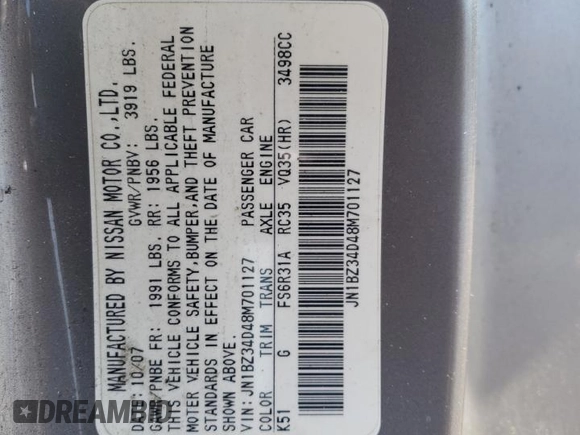 MANUFACTURED BY NISSAN MOTOR CO.,LTD.
DATE: 10/07 GVWR/PNBV: 3919 LBS.
GAWR/PNBE FR: 1991 LBS. RR: 1956 LBS.
THIS VEHICLE CONFORMS TO ALL APPLICABLE FEDERAL
MOTOR VEHICLE SAFETY,BUMPER,AND THEFT PREVENTION
STANDARDS IN EFFECT ON THE DATE OF MANUFACTURE
SHOWN ABOVE.
VIN: JN1BZ34D48M701127 PASSENGER CAR
COLOR TRIM TRANS AXLE ENGINE
K51 G FS6R31A RC35 VQ35(HR) 3498CC
JN1BZ34D48M701127
DREAMBID